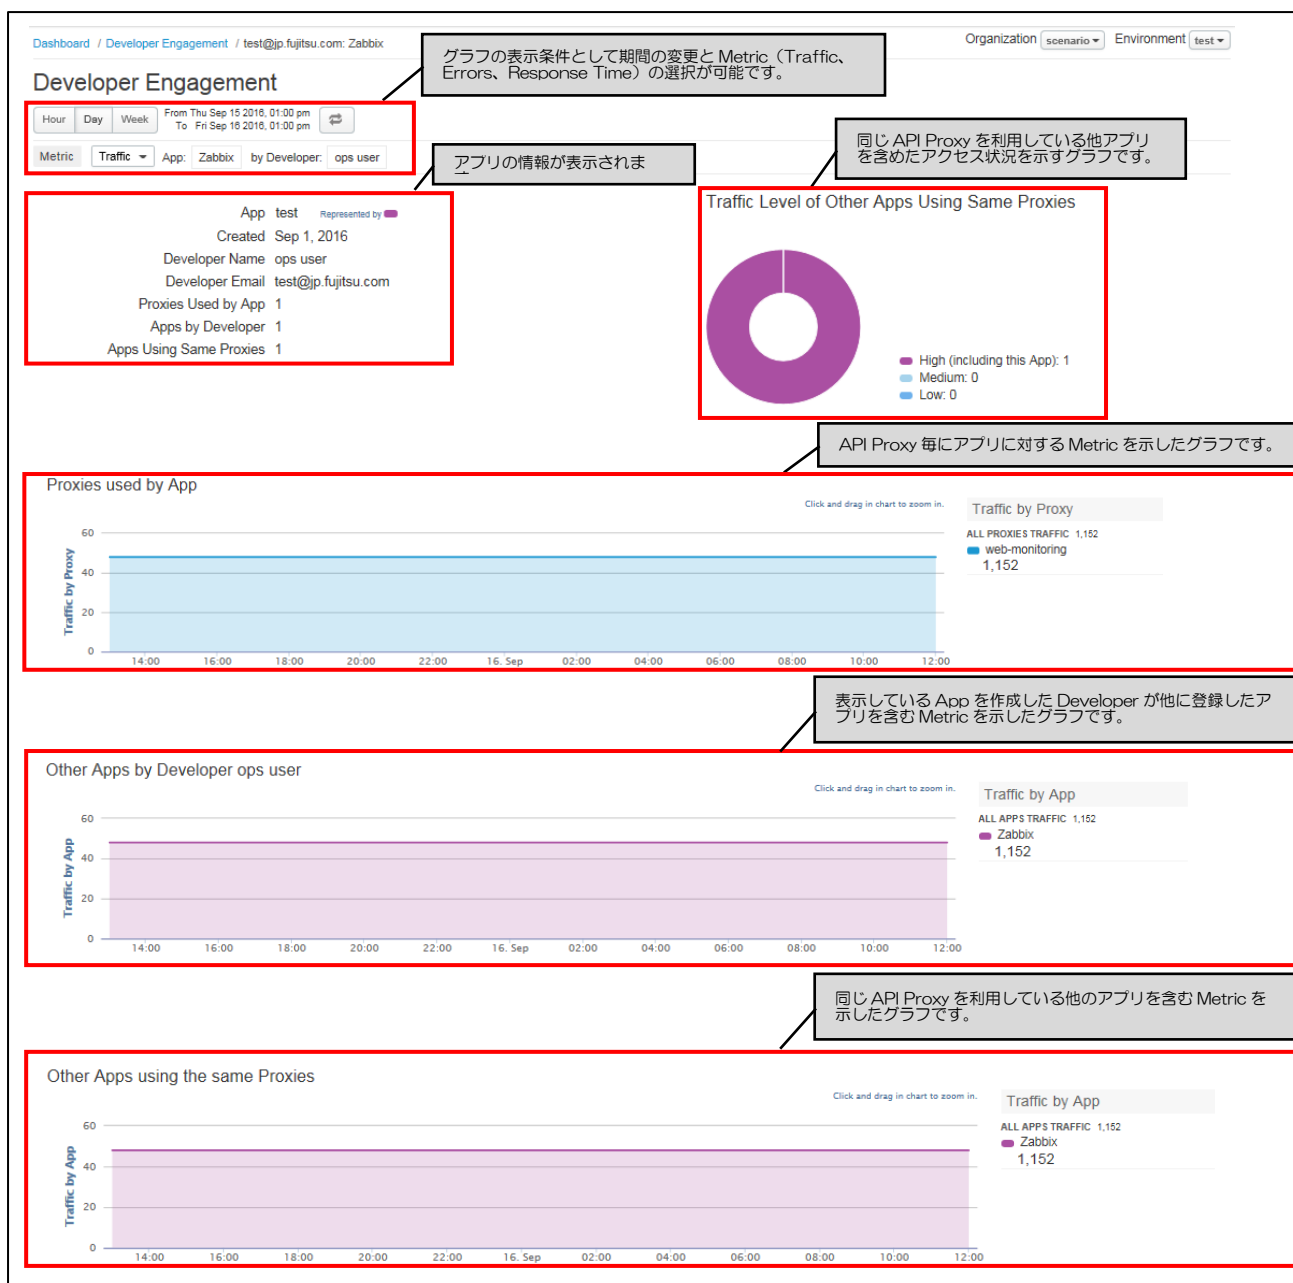 Dashboard / Developer Engagement / test@jp.fujitsu.com: Zabbix
Organization scenario Environment test
グラフの表示条件として期間の変更と Metric（Traffic、
Errors、Response Time）の選択が可能です。
Developer Engagement
Hour Day Week
From Thu Sep 15 2016, 01:00 pm
To Fri Sep 16 2016, 01:00 pm
Metric Traffic App: Zabbix by Developer: ops user
アプリの情報が表示されま
同じ API Proxy を利用している他アプリ
を含めたアクセス状況を示すグラフです。
App test Represented by
Created Sep 1, 2016
Developer Name ops user
Developer Email test@jp.fujitsu.com
Proxies Used by App 1
Apps by Developer 1
Apps Using Same Proxies 1
Traffic Level of Other Apps Using Same Proxies
High (including this App): 1
Medium: 0
Low: 0
API Proxy 毎にアプリに対する Metric を示したグラフです。
Proxies used by App
Click and drag in chart to zoom in.
Traffic by Proxy
60
40
20
0
14:00 16:00 18:00 20:00 22:00 16. Sep 02:00 04:00 06:00 08:00 10:00 12:00
Traffic by Proxy
ALL PROXIES TRAFFIC 1,152
web-monitoring
1,152
表示している App を作成した Developer が他に登録したア
プリを含む Metric を示したグラフです。
Other Apps by Developer ops user
Click and drag in chart to zoom in.
Traffic by App
60
40
20
0
14:00 16:00 18:00 20:00 22:00 16. Sep 02:00 04:00 06:00 08:00 10:00 12:00
Traffic by App
ALL APPS TRAFFIC 1,152
Zabbix
1,152
同じ API Proxy を利用している他のアプリを含む Metric を
示したグラフです。
Other Apps using the same Proxies
Click and drag in chart to zoom in.
Traffic by App
60
40
20
0
14:00 16:00 18:00 20:00 22:00 16. Sep 02:00 04:00 06:00 08:00 10:00 12:00
Traffic by App
ALL APPS TRAFFIC 1,152
Zabbix
1,152